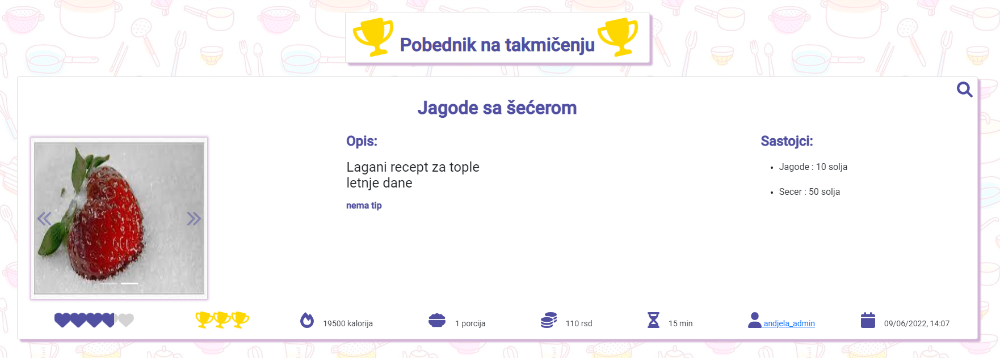 Pobednik na takmičenju
Jagode sa šećerom
Opis:
Lagani recept za tople
letnje dane
nema tip
Sastojci:
Jagode : 10 solja
Secer : 50 solja
19500 kalorija
1 porcija
110 rsd
15 min
andjela_admin
09/06/2022, 14:07